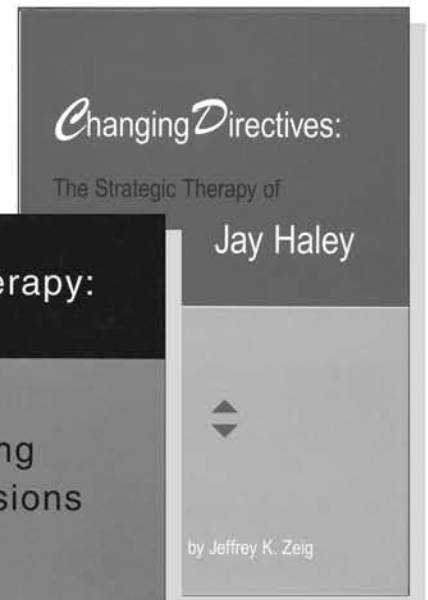 Changing Directives:
The Strategic Therapy of
Jay Haley
by Jeffrey K. Zeig
erapy:
ng
sions